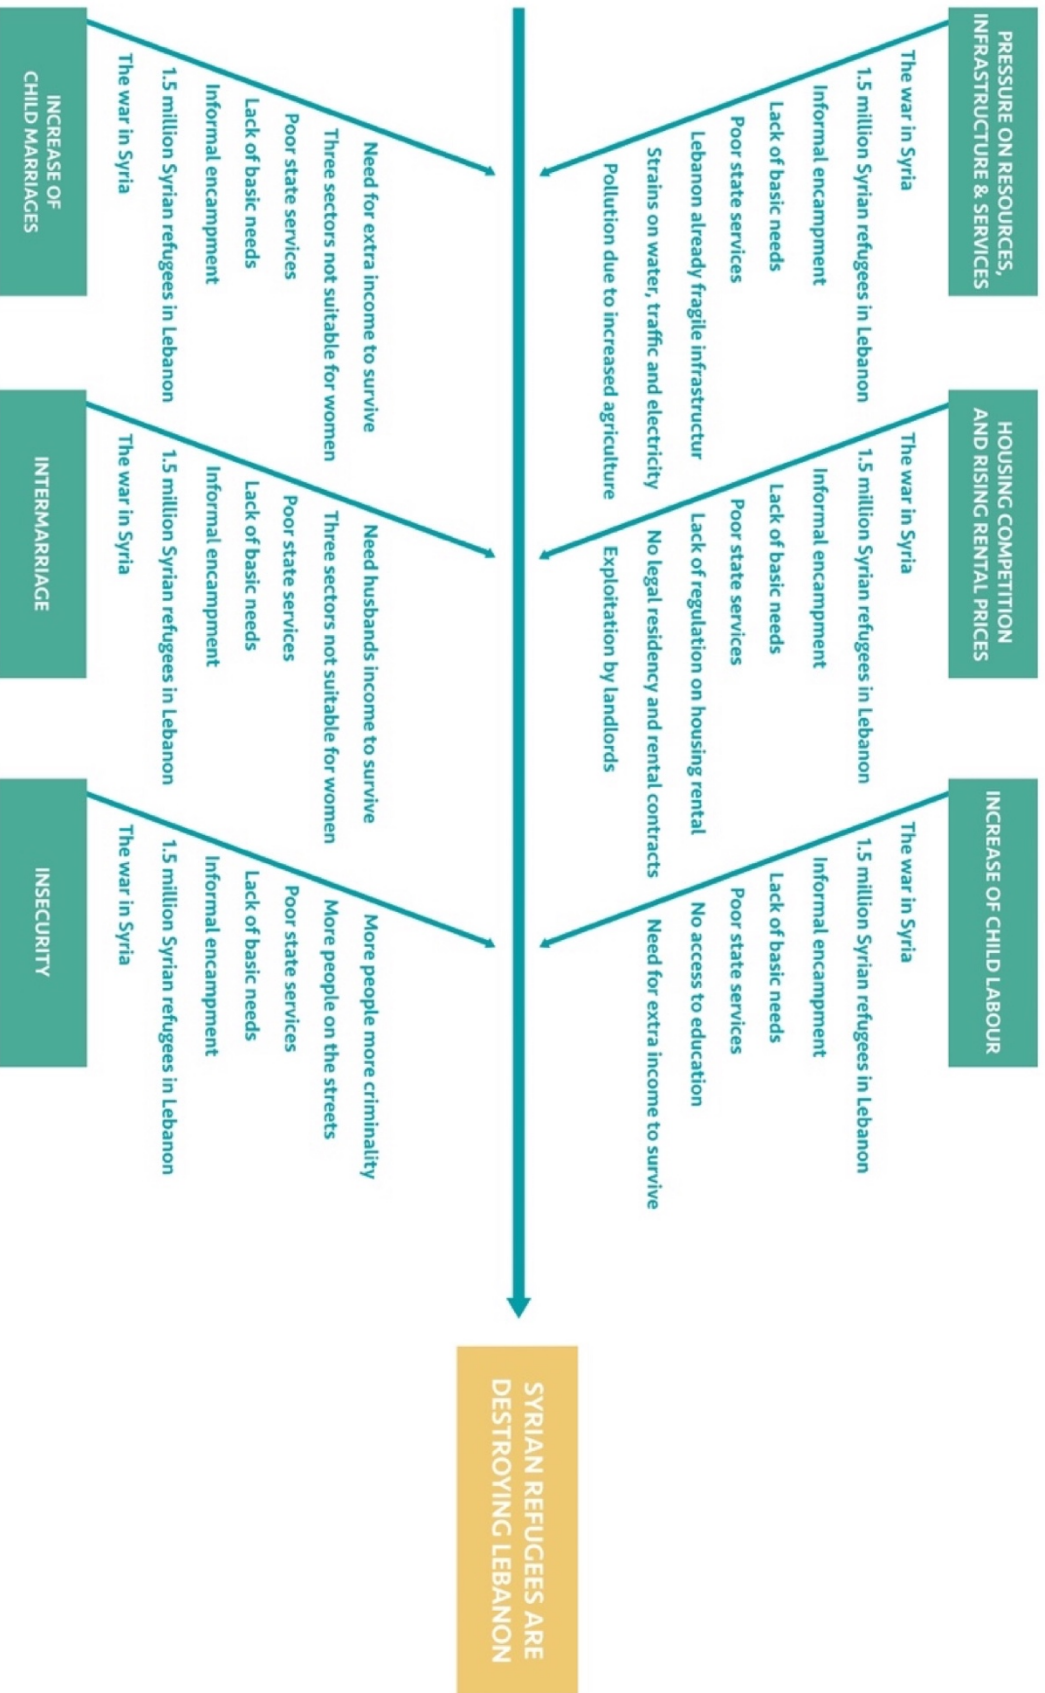 PRESSURE ON RESOURCES,
INFRASTRUCTURE & SERVICES
The war in Syria
1.5 million Syrian refugees in Lebanon
Informal encampment
Lack of basic needs
Poor state services
Lebanon already fragile infrastructur
Strains on water, traffic and electricity
Pollution due to increased agriculture
HOUSING COMPETITION
AND RISING RENTAL PRICES
The war in Syria
1.5 million Syrian refugees in Lebanon
Informal encampment
Lack of basic needs
Poor state services
Lack of regulation on housing rental
No legal residency and rental contracts
Exploitation by landlords
INCREASE OF CHILD LABOUR
The war in Syria
1.5 million Syrian refugees in Lebanon
Informal encampment
Lack of basic needs
Poor state services
No access to education
Need for extra income to survive
SYRIAN REFUGEES ARE
DESTROYING LEBANON
Need for extra income to survive
Three sectors not suitable for women
Poor state services
Lack of basic needs
Informal encampment
1.5 million Syrian refugees in Lebanon
The war in Syria
INCREASE OF
CHILD MARRIAGES
Need husbands income to survive
Three sectors not suitable for women
Poor state services
Lack of basic needs
Informal encampment
1.5 million Syrian refugees in Lebanon
The war in Syria
INTERMARRIAGE
More people more criminality
More people on the streets
Poor state services
Lack of basic needs
Informal encampment
1.5 million Syrian refugees in Lebanon
The war in Syria
INSECURITY